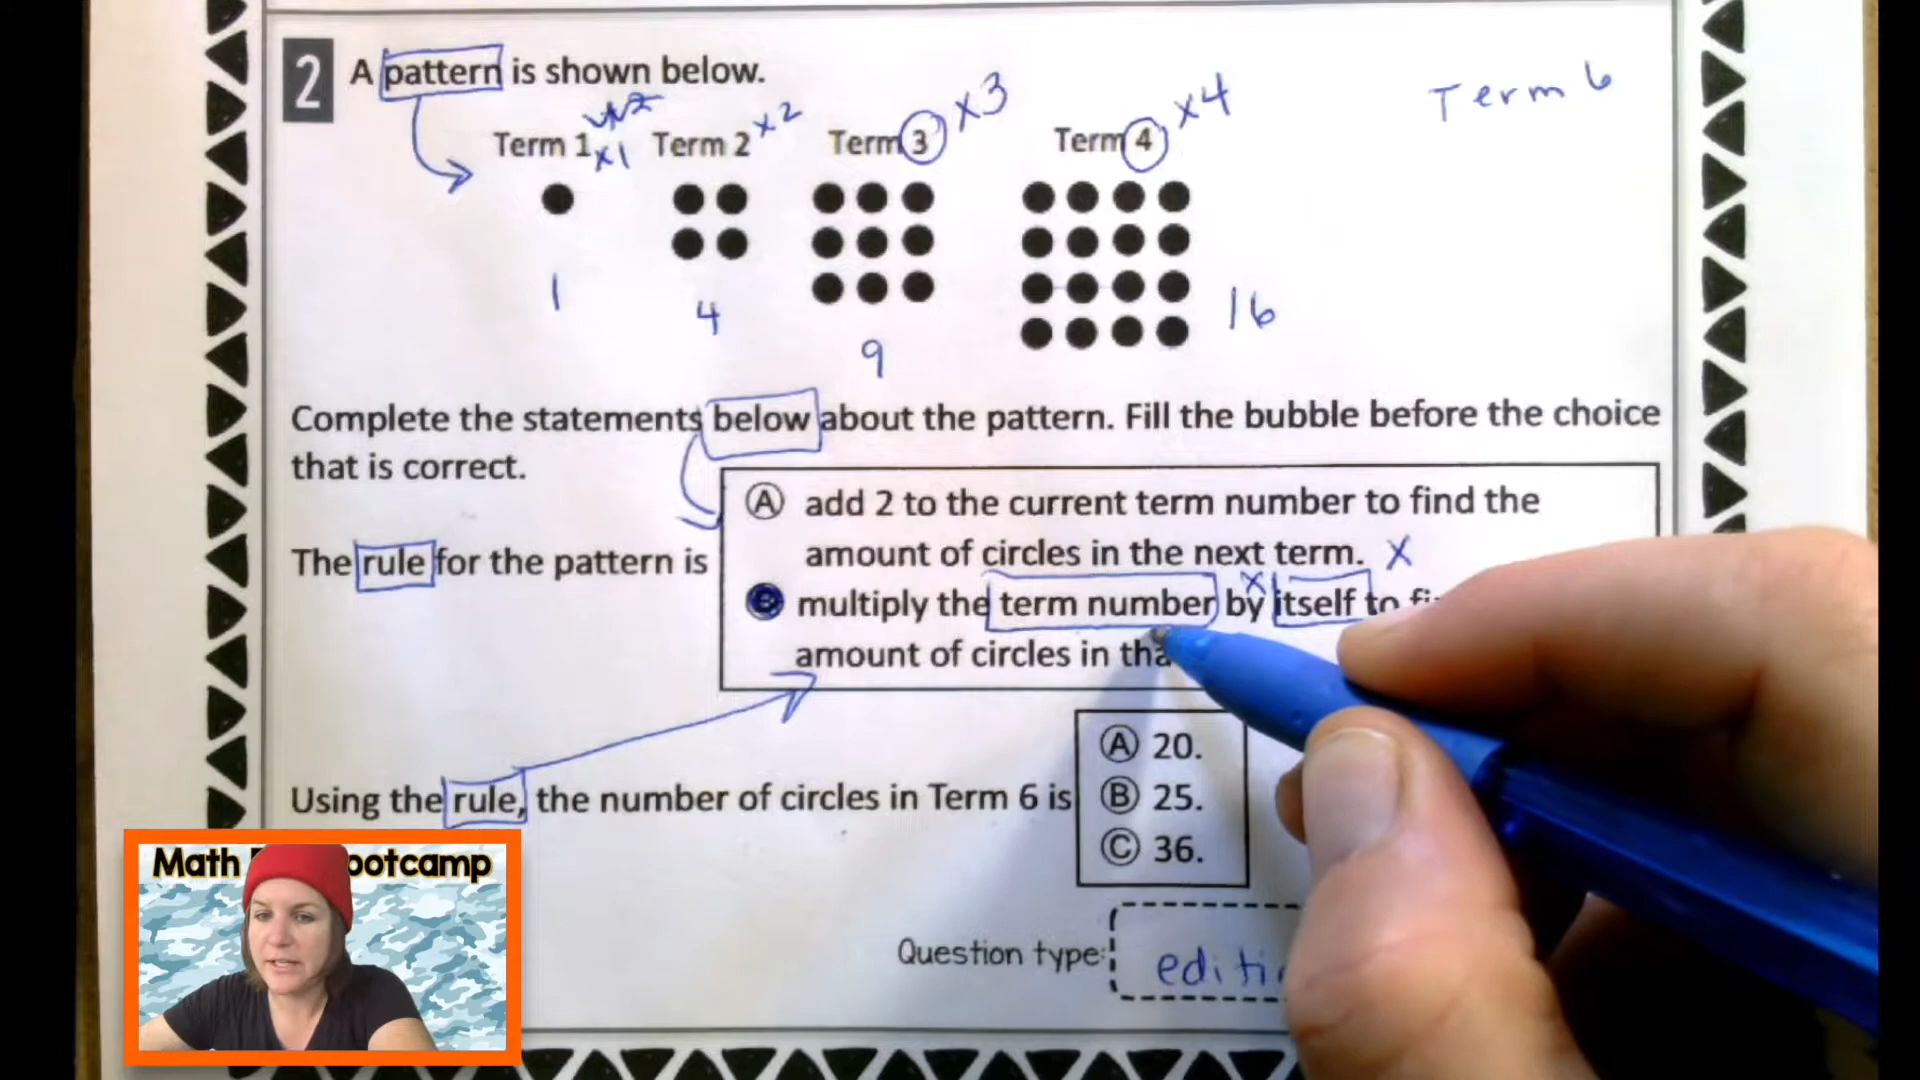 2 A pattern is shown below.
Term 6
x2 x3 x4
Term 1 x1 Term 2 Term 3 Term 4
1 4 9 16
Complete the statements below about the pattern. Fill the bubble before the choice
that is correct.
A add 2 to the current term number to find the
The rule for the pattern is
amount of circles in the next term. X
multiply the term number by x itself to
amount of circles in
A 20.
Using the rule, the number of circles in Term 6 is
B 25.
C 36.
Math ootcamp
Question type:
editi